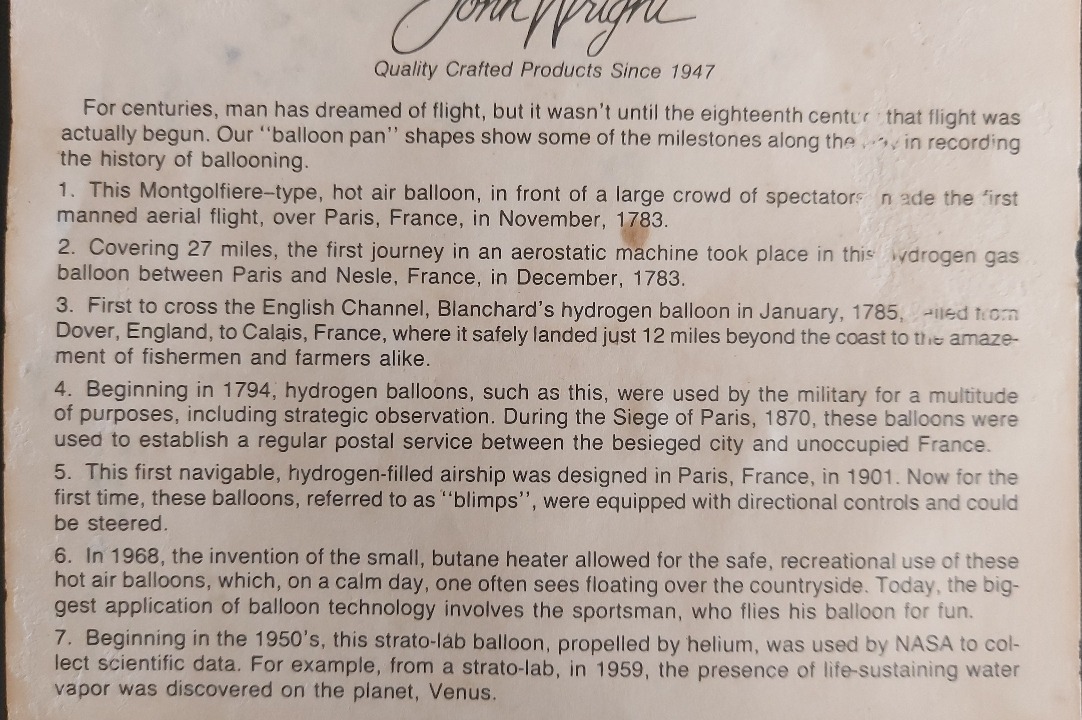 John Wright
Quality Crafted Products Since 1947
For centuries, man has dreamed of flight, but it wasn't until the eighteenth that flight was
actually begun. Our "balloon pan" shapes show some of the milestones along the in recording
the history of ballooning.
1. This Montgolfiere-type, hot air balloon, in front of a large crowd of spectators made the first
manned aerial flight, over Paris, France, in November, 1783.
2. Covering 27 miles, the first journey in an aerostatic machine took place in this hydrogen gas
balloon between Paris and Nesle, France, in December, 1783.
3. First to cross the English Channel, Blanchard's hydrogen balloon in January, 1785, from
Dover, England, to Calais, France, where it safely landed just 12 miles beyond the coast to the amaze-
ment of fishermen and farmers alike.
4. Beginning in 1794, hydrogen balloons, such as this, were used by the military for a multitude
of purposes, including strategic observation. During the Siege of Paris, 1870, these balloons were
used to establish a regular postal service between the besieged city and unoccupied France.
5. This first navigable, hydrogen-filled airship was designed in Paris, France, in 1901. Now for the
first time, these balloons, referred to as "blimps", were equipped with directional controls and could
be steered.
6. In 1968, the invention of the small, butane heater allowed for the safe, recreational use of these
hot air balloons, which, on a calm day, one often sees floating over the countryside. Today, the big-
gest application of balloon technology involves the sportsman, who flies his balloon for fun.
7. Beginning in the 1950's, this strato-lab balloon, propelled by helium, was used by NASA to col-
lect scientific data. For example, from a strato-lab, in 1959, the presence of life-sustaining water
vapor was discovered on the planet, Venus.